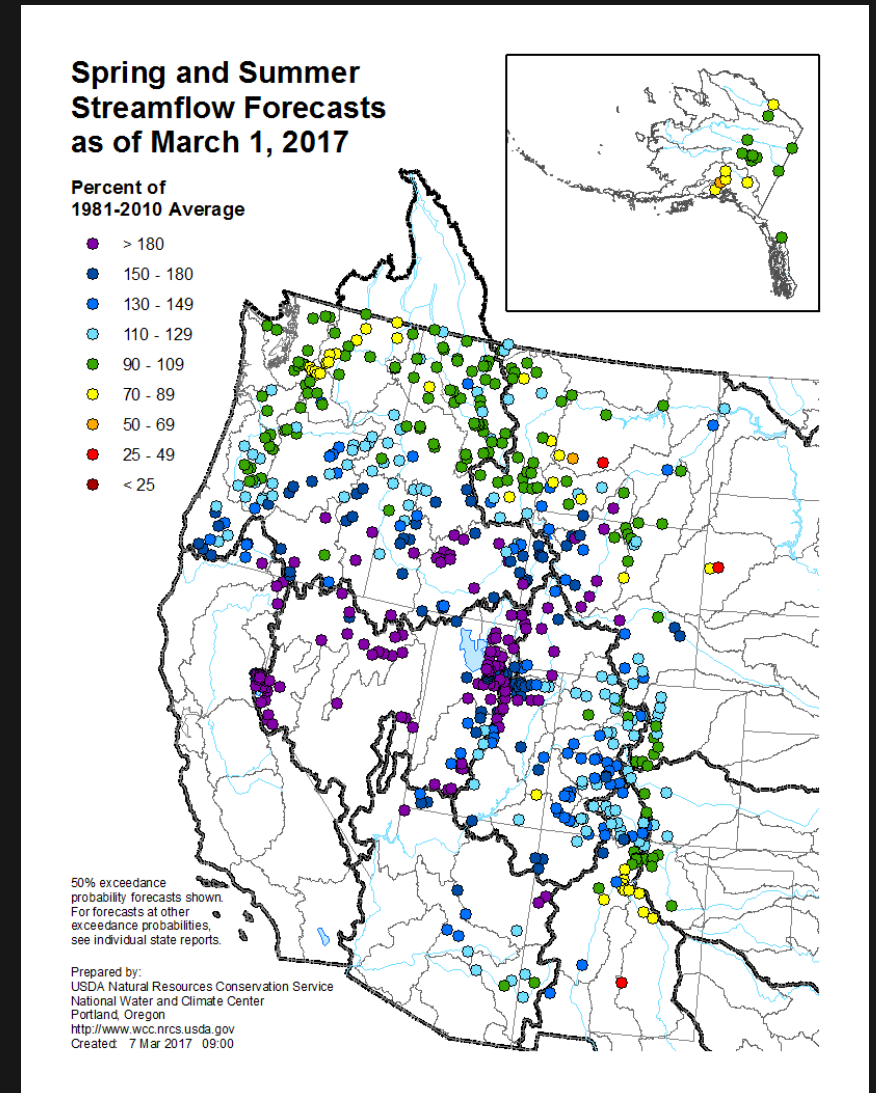 Spring and Summer
Streamflow Forecasts
as of March 1, 2017
Percent of
1981-2010 Average
> 180
150 - 180
130 - 149
110 - 129
90 - 109
70 - 89
50 - 69
25 - 49
< 25
50% exceedance
probability forecasts shown.
For forecasts at other
exceedance probabilities,
see individual state reports.
Prepared by:
USDA Natural Resources Conservation Service
National Water and Climate Center
Portland, Oregon
http://www.wcc.nrcs.usda.gov
Created: 7 Mar 2017 09:00